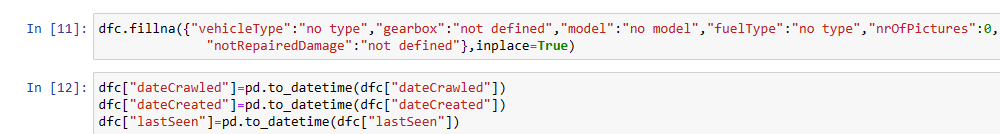 In [11]: dfc.fillna({"vehicleType":"no type","gearbox":"not defined","model":"no model","fuelType":"no type","nrOfPictures":0,
"notRepairedDamage":"not defined"},inplace=True)
In [12]: dfc["dateCrawled"]=pd.to_datetime(dfc["dateCrawled"])
dfc["dateCreated"]=pd.to_datetime(dfc["dateCreated"])
dfc["lastSeen"]=pd.to_datetime(dfc["lastSeen"])